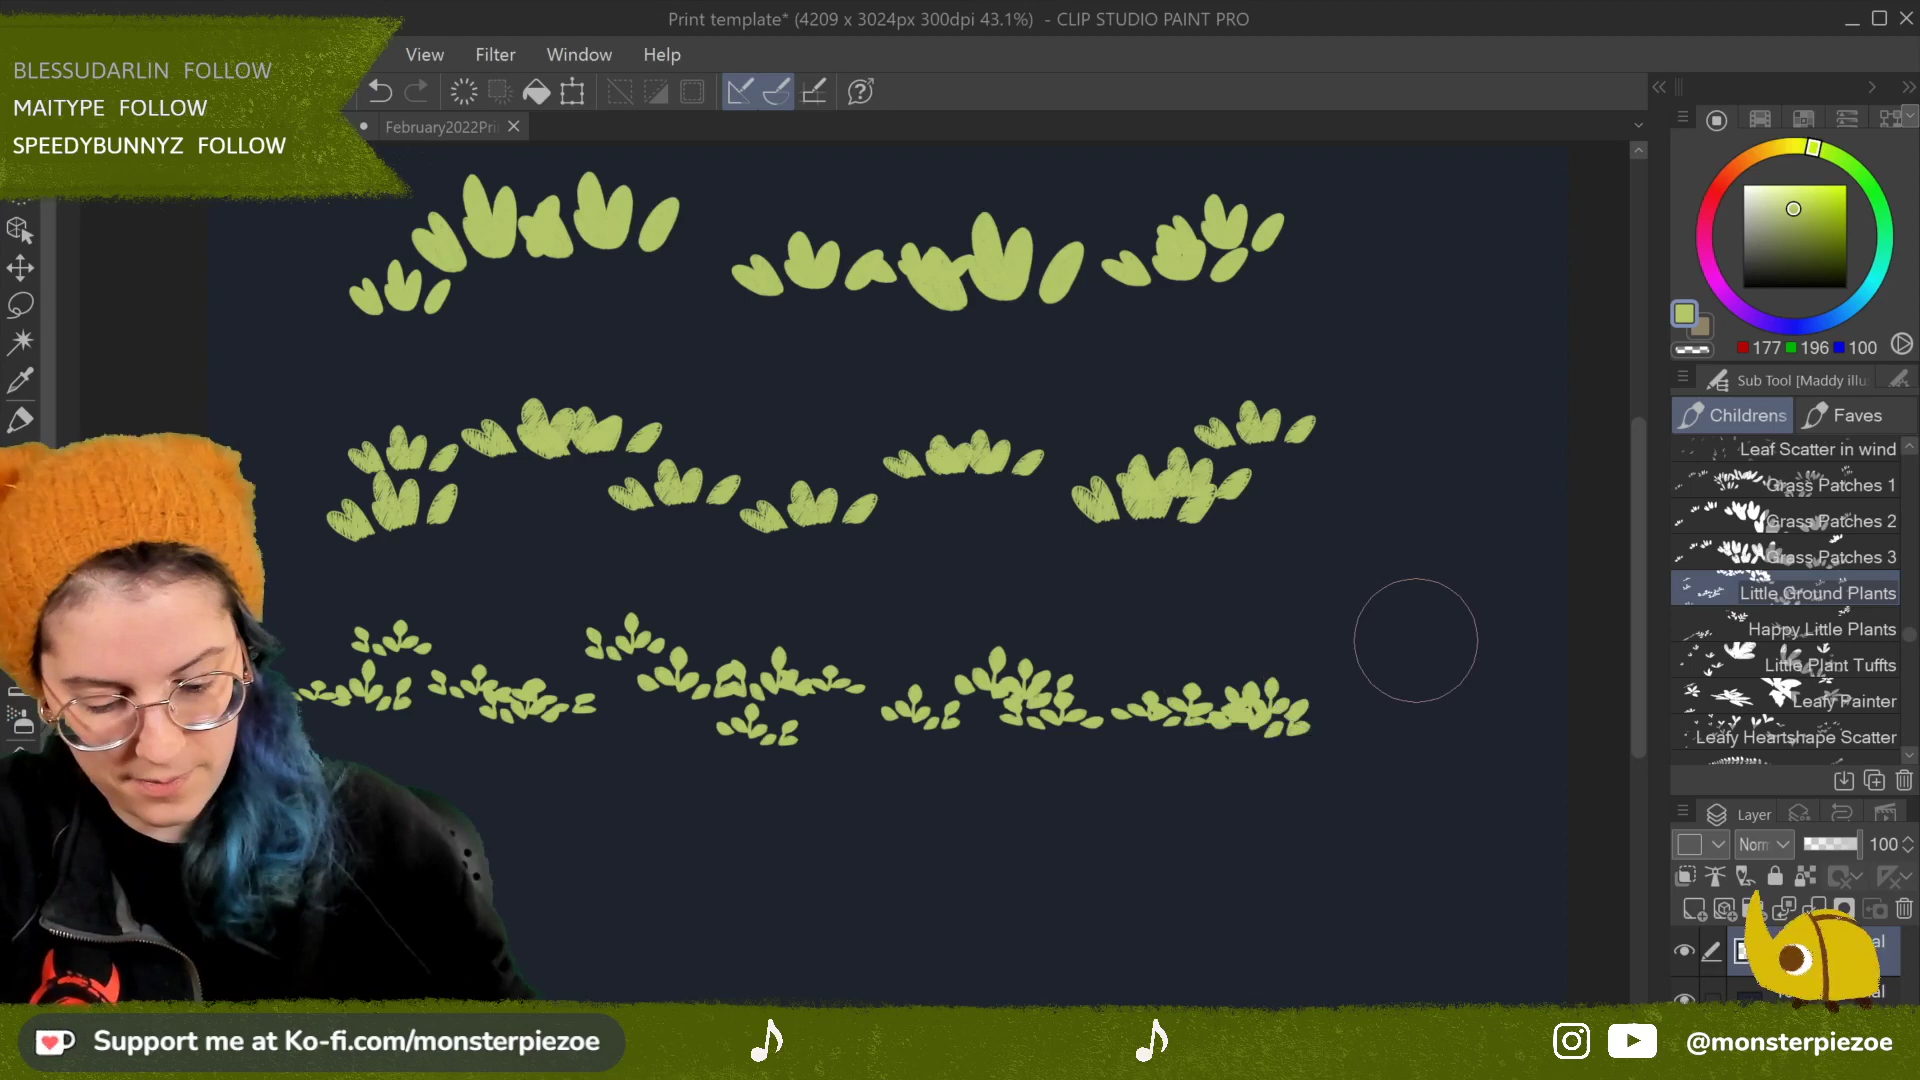 Print template* (4209 x 3024px 300dpi 43.1%) - CLIP STUDIO PAINT PRO
BLESSUDARLIN FOLLOW
MAITYPE FOLLOW
SPEEDYBUNNYZ FOLLOW
View Filter Window Help
February2022Pri
177 196 100
Sub Tool [Maddy illu
Childrens Faves
Leaf Scatter in wind
Grass Patches 1
Grass Patches 2
Grass Patches 3
Little Ground Plants
Happy Little Plants
Little Plant Tuffts
Leafy Painter
Leafy Heartshape Scatter
Layer
Norm 100
al
al
Support me at Ko-fi.com/monsterpiezoe
@monsterpiezoe